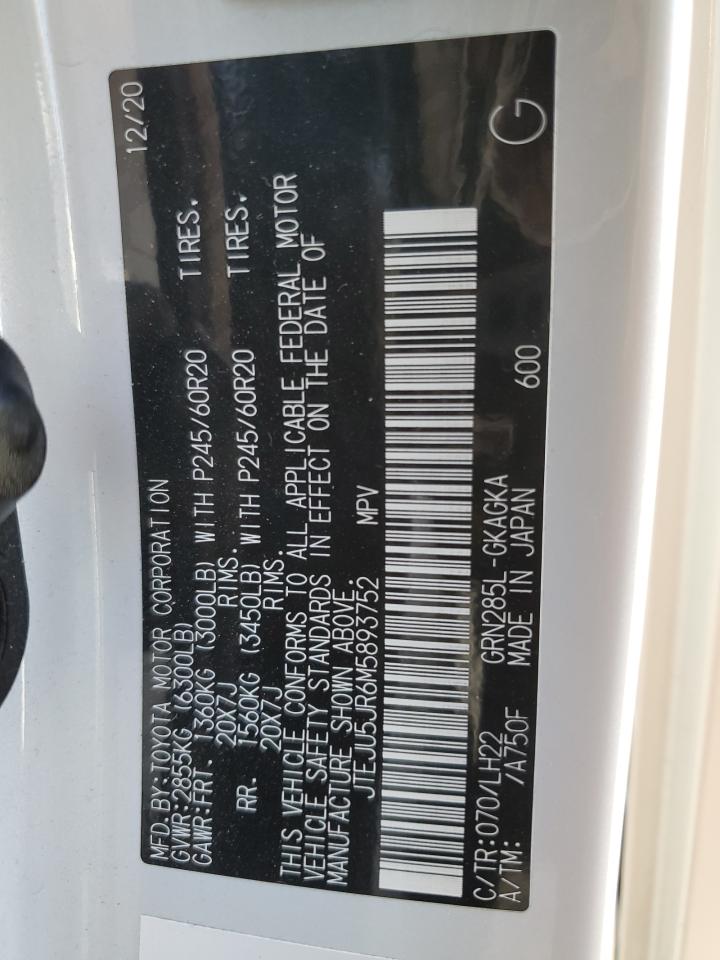 MFD.BY:TOYOTA MOTOR CORPORATION 12/20
GVWR:2855KG (6300LB)
GAWR:FRT. 1360KG (3000LB) WITH P245/60R20 TIRES.
20X7J RIMS.
RR. 1560KG (3450LB) WITH P245/60R20 TIRES.
20X7J RIMS.
THIS VEHICLE CONFORMS TO ALL APPLICABLE FEDERAL MOTOR
VEHICLE SAFETY STANDARDS IN EFFECT ON THE DATE OF
MANUFACTURE SHOWN ABOVE.
JTEJU5JR6M5893752 MPV
C/TR:070/LH22 GRN285L-GKAGKA
A/TM: /A750F MADE IN JAPAN 600 G